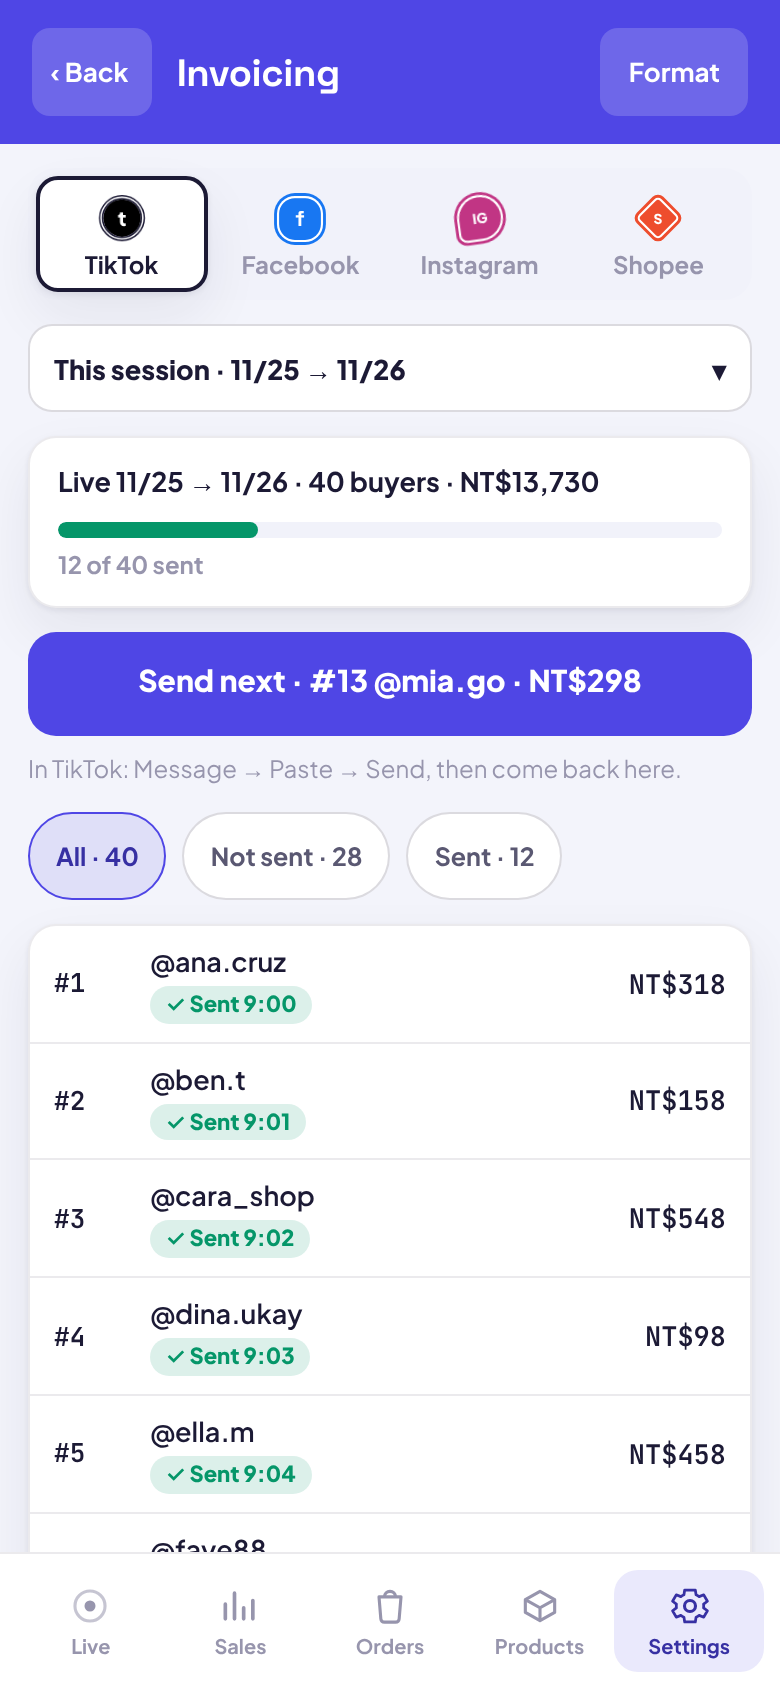 ‹ Back
Invoicing
Format
t
TikTok
f
Facebook
IG
Instagram
S
Shopee
This session · 11/25 → 11/26
▼
Live 11/25 → 11/26 · 40 buyers · NT$13,730
12 of 40 sent
Send next · #13 @mia.go · NT$298
In TikTok: Message → Paste → Send, then come back here.
All · 40
Not sent · 28
Sent · 12
#1
@ana.cruz
✓ Sent 9:00
NT$318
#2
@ben.t
✓ Sent 9:01
NT$158
#3
@cara_shop
✓ Sent 9:02
NT$548
#4
@dina.ukay
✓ Sent 9:03
NT$98
#5
@ella.m
✓ Sent 9:04
NT$458
@faye88
Live
Sales
Orders
Products
Settings